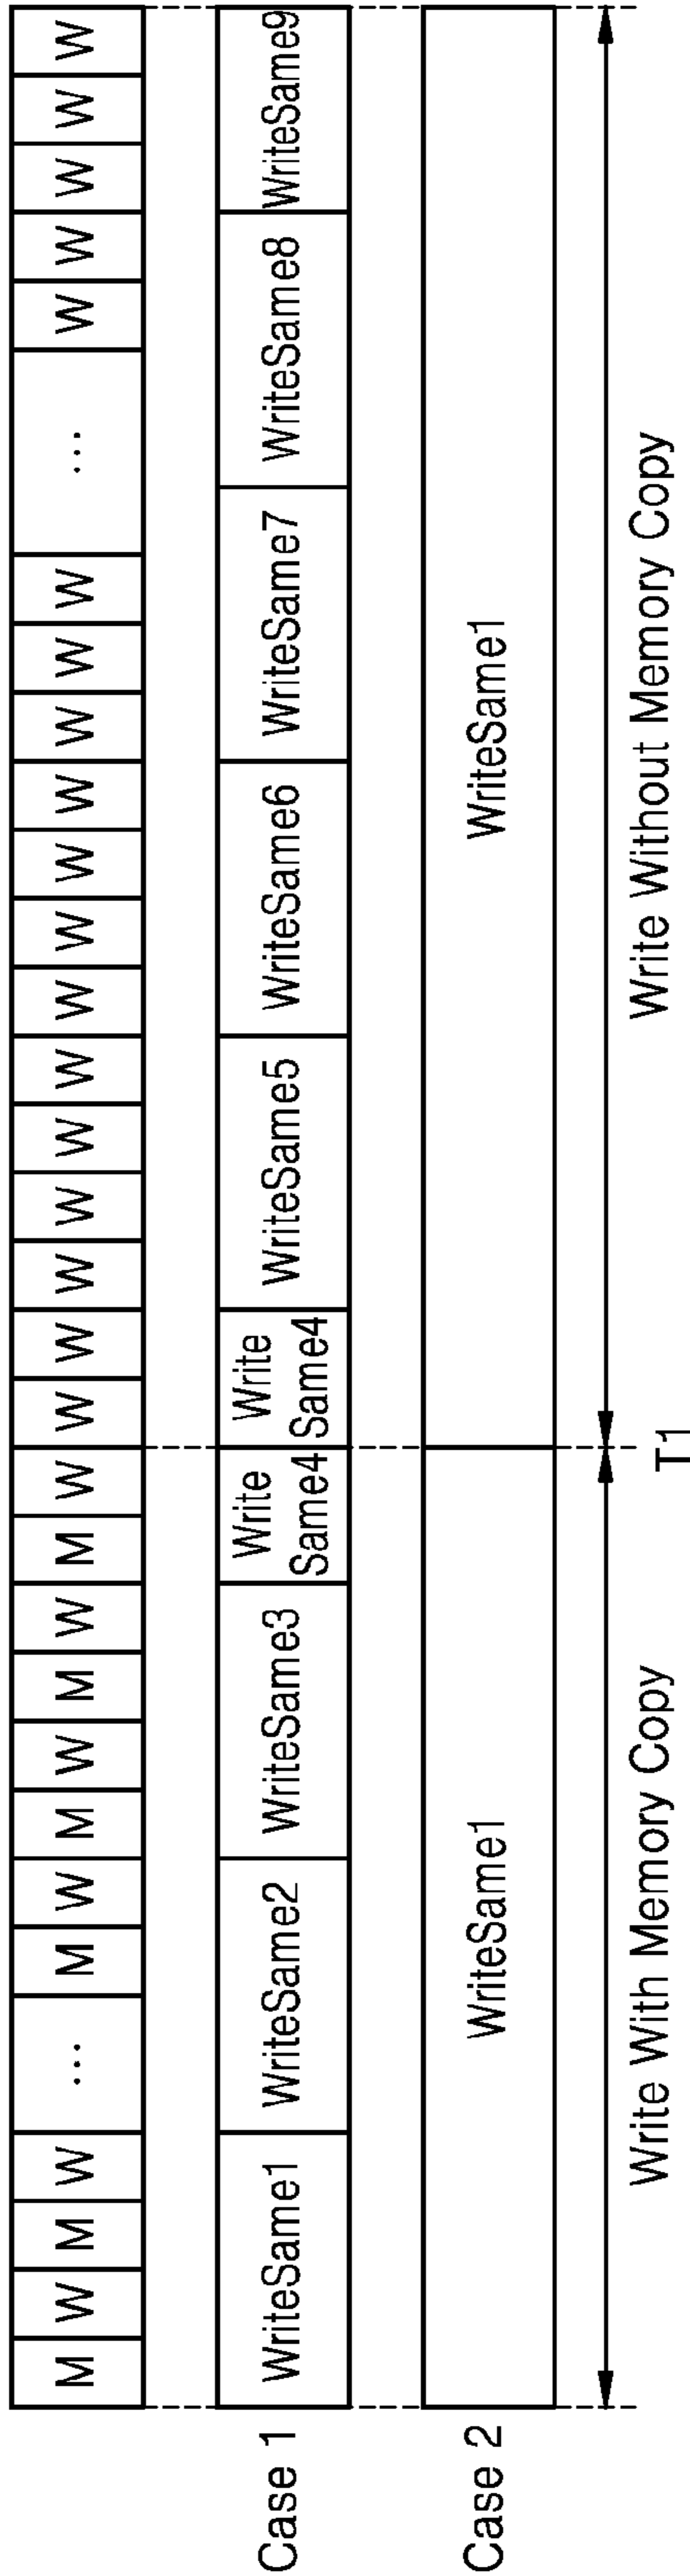 M W M W ... M W M W M W M W W W W W W W W W W W W W W ... W W W W W
Case 1 WriteSame1 WriteSame2 WriteSame3 Write Same4 Write Same4 WriteSame5 WriteSame6 WriteSame7 WriteSame8 WriteSame9
Case 2 WriteSame1 WriteSame1
Write With Memory Copy Write Without Memory Copy
T1